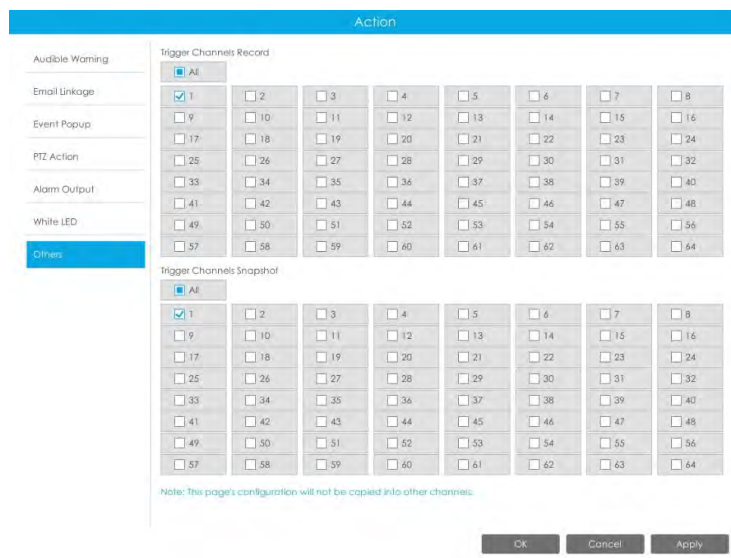 Action
Audible Warning
Email Linkage
Event Popup
PTZ Action
Alarm Output
White LED
Others
Trigger Channels Record
All
1 2 3 4 5 6 7 8
9 10 11 12 13 14 15 16
17 18 19 20 21 22 23 24
25 26 27 28 29 30 31 32
33 34 35 36 37 38 39 40
41 42 43 44 45 46 47 48
49 50 51 52 53 54 55 56
57 58 59 60 61 62 63 64
Trigger Channels Snapshot
All
1 2 3 4 5 6 7 8
9 10 11 12 13 14 15 16
17 18 19 20 21 22 23 24
25 26 27 28 29 30 31 32
33 34 35 36 37 38 39 40
41 42 43 44 45 46 47 48
49 50 51 52 53 54 55 56
57 58 59 60 61 62 63 64
Note: This page's configuration will not be copied into other channels.
OK Cancel Apply